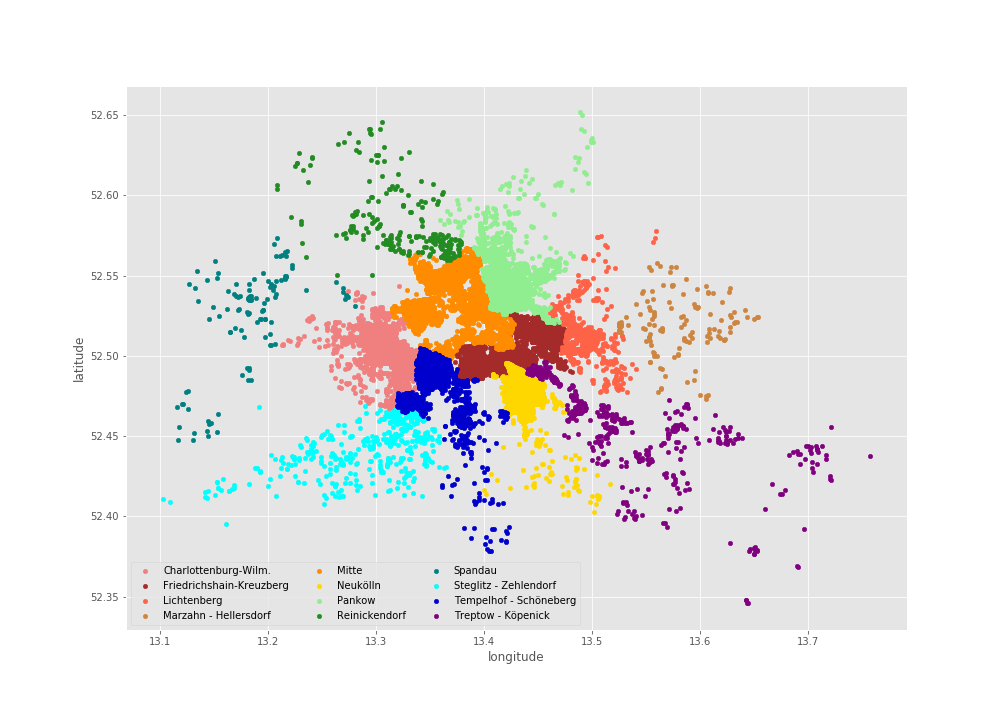 52.65
52.60
52.55
52.50
52.45
52.40
52.35
latitude
Charlottenburg-Wilm.
Friedrichshain-Kreuzberg
Lichtenberg
Marzahn - Hellersdorf
Mitte
Neukölln
Pankow
Reinickendorf
Spandau
Steglitz - Zehlendorf
Tempelhof - Schöneberg
Treptow - Köpenick
13.1 13.2 13.3 13.4 13.5 13.6 13.7
longitude